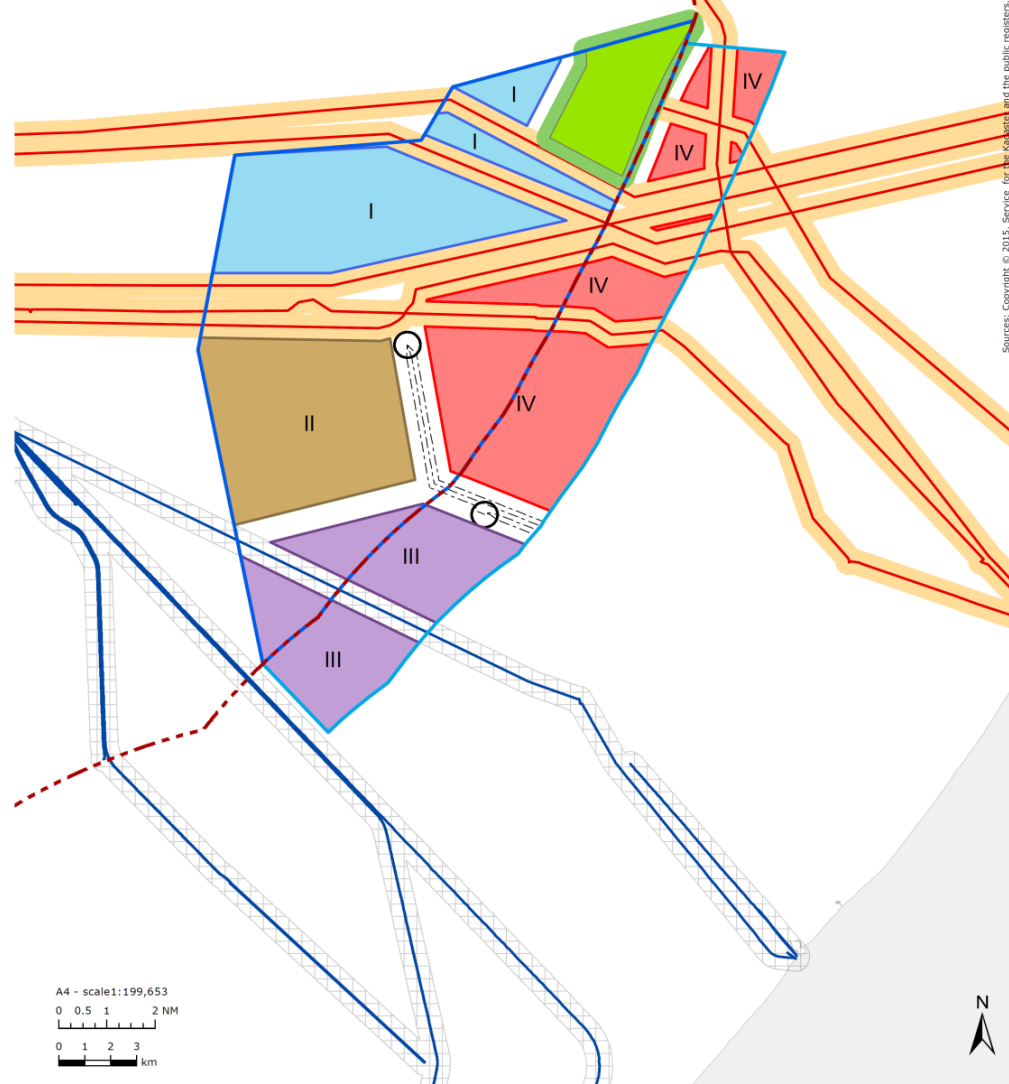 Sources: Copyright © 2015, Service for the Kadaster and the public registers,
I
IV
I
IV
I
IV
IV
II
III
III
A4 - scale1:199,653
0 0.5 1 2 NM
0 1 2 3
km
N